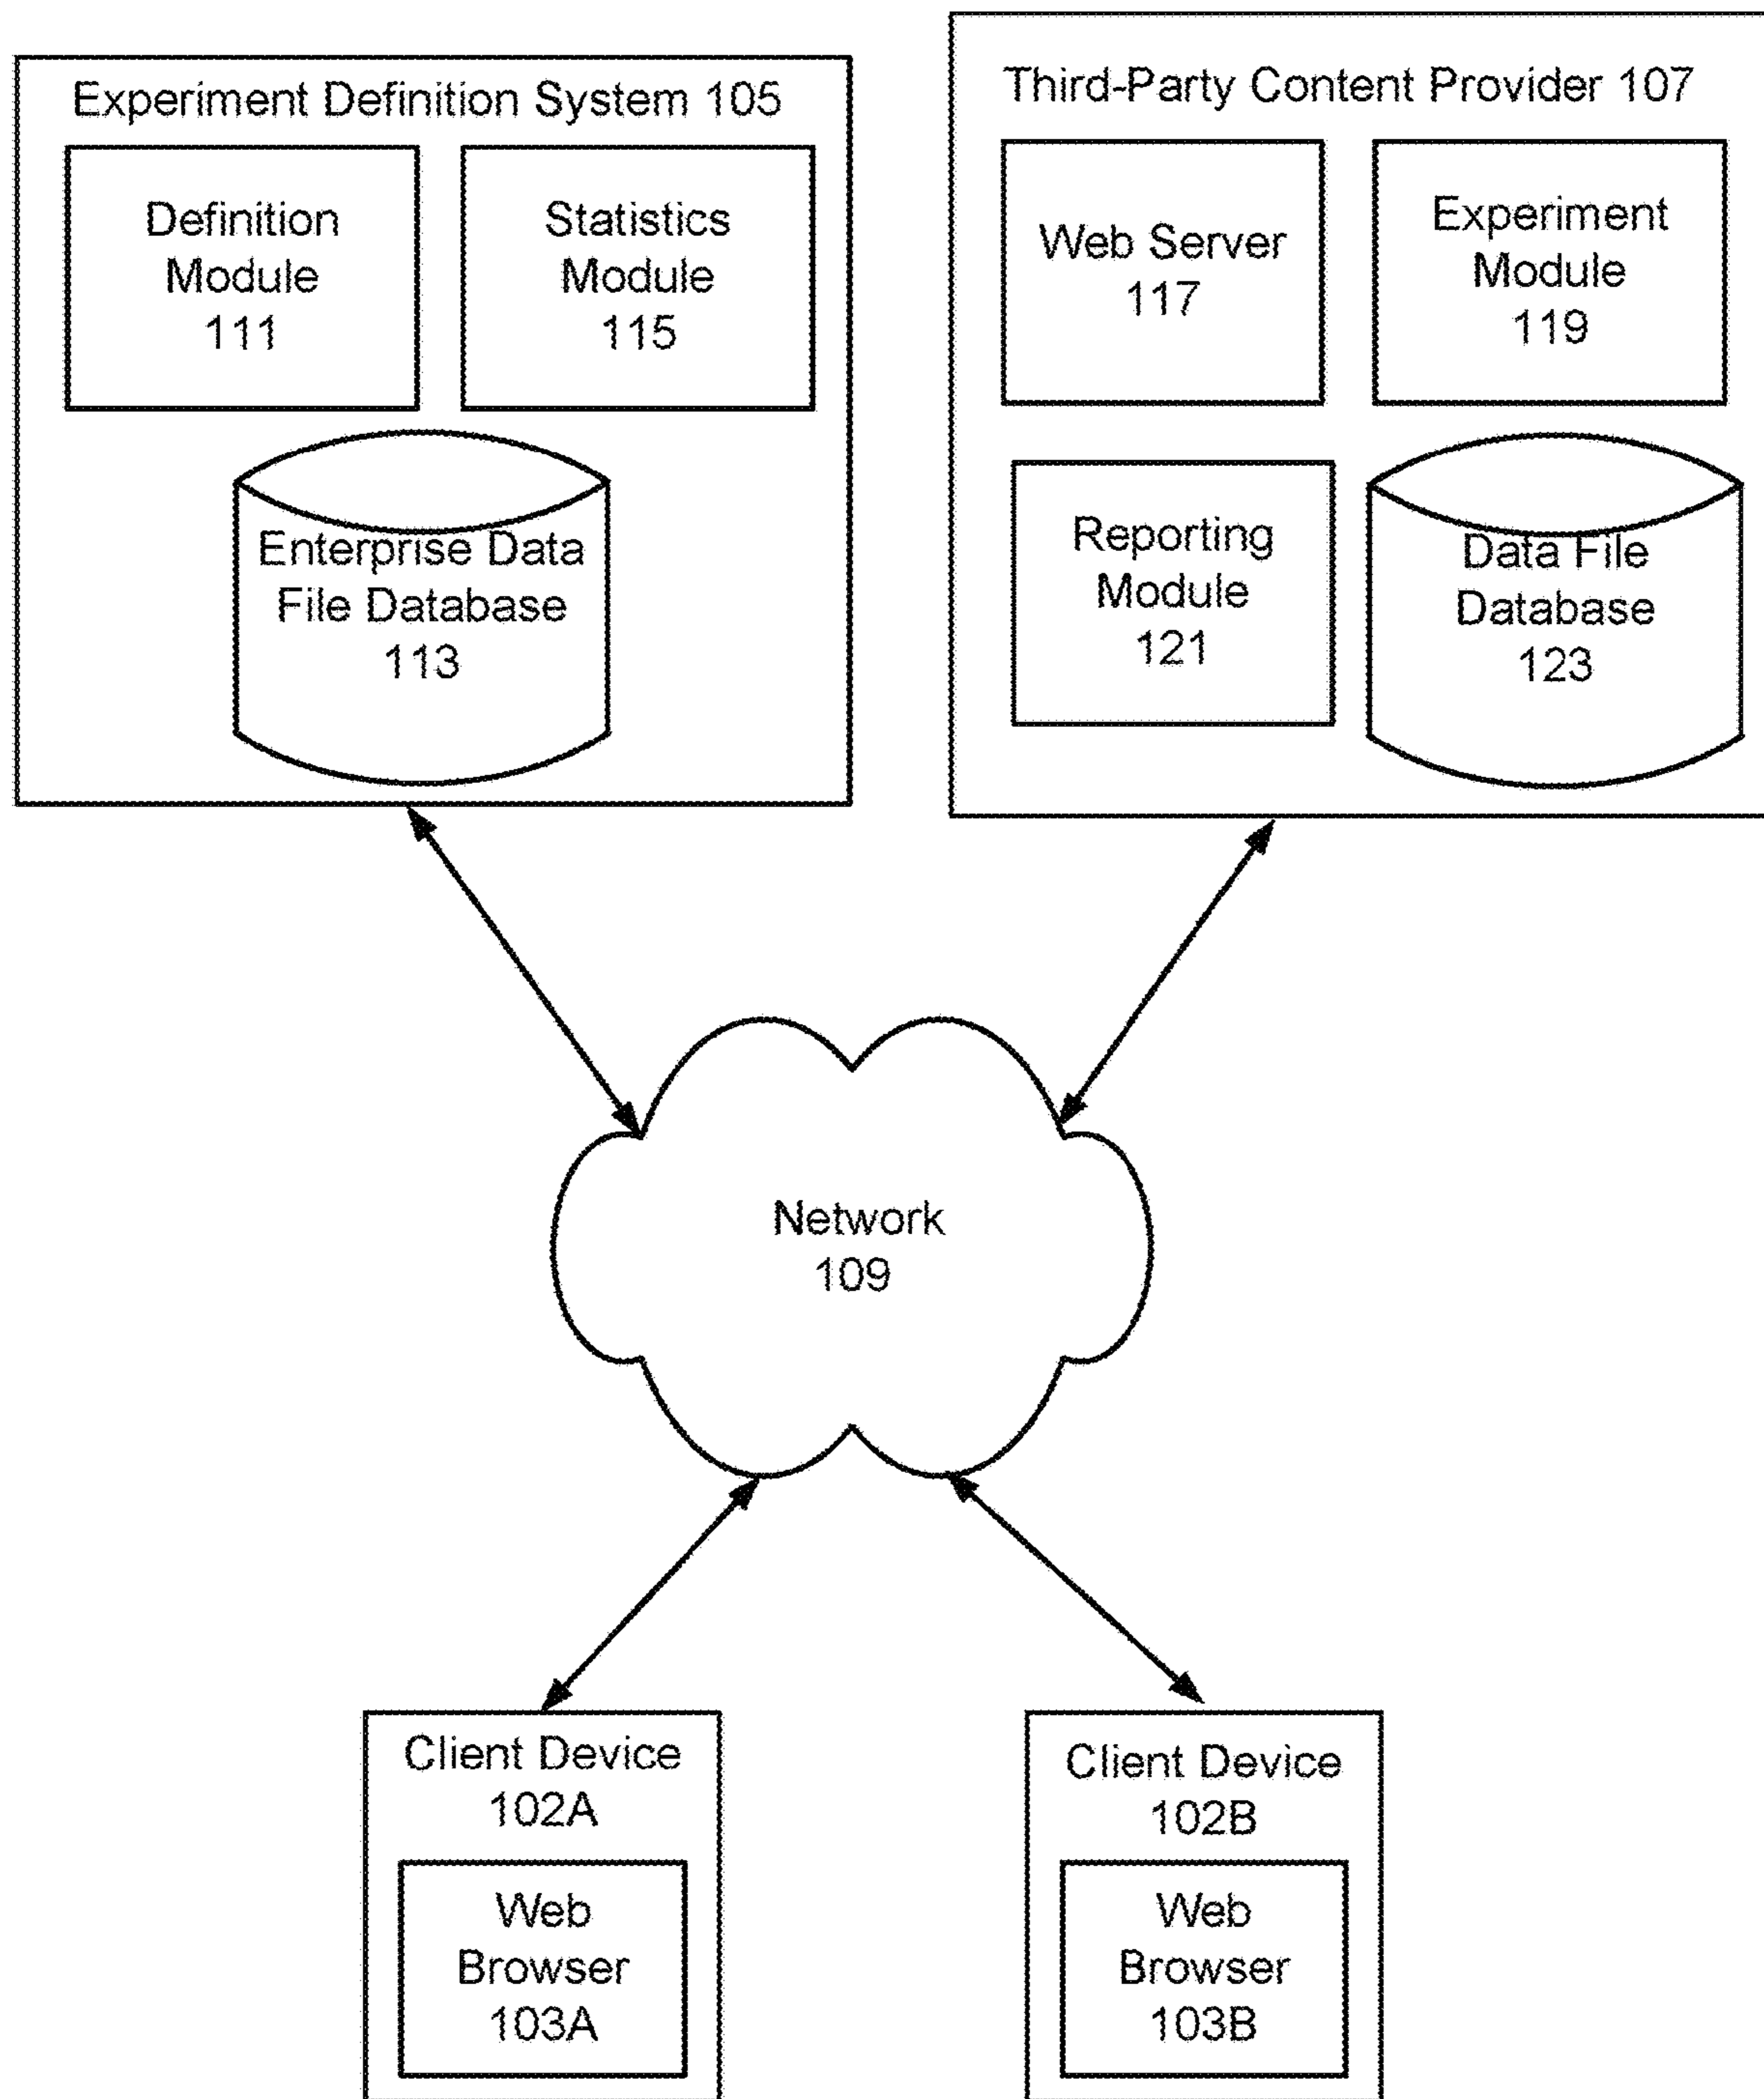 Experiment Definition System 105
Definition
Module
111
Statistics
Module
115
Enterprise Data
File Database
113
Third-Party Content Provider 107
Web Server
117
Experiment
Module
119
Reporting
Module
121
Data File
Database
123
Network
109
Client Device
102A
Web
Browser
103A
Client Device
102B
Web
Browser
103B